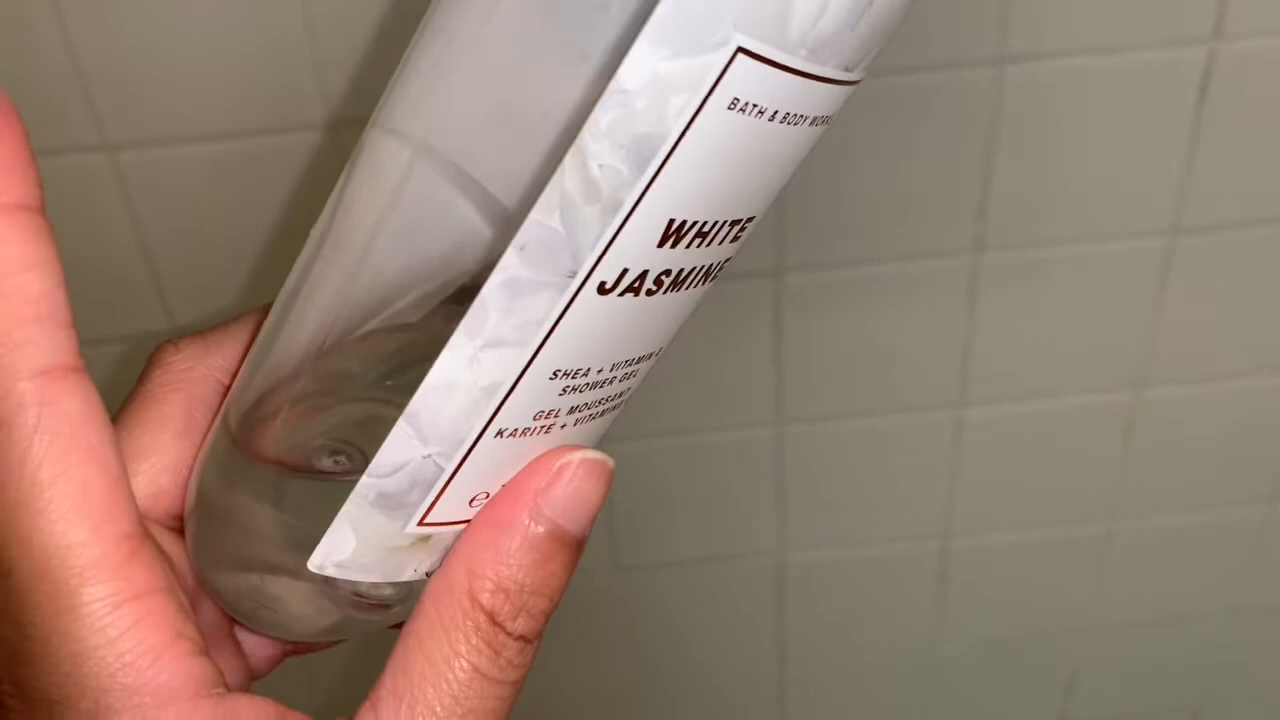 BATH & BODY WORKS
WHITE
JASMINE
SHEA + VITAMIN E
SHOWER GEL
GEL MOUSSANT
KARITÉ + VITAMINE
e